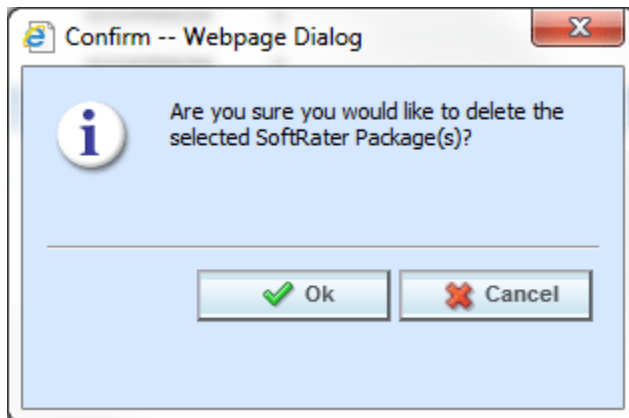 Confirm -- Webpage Dialog
Are you sure you would like to delete the
selected SoftRater Package(s)?
Ok
Cancel